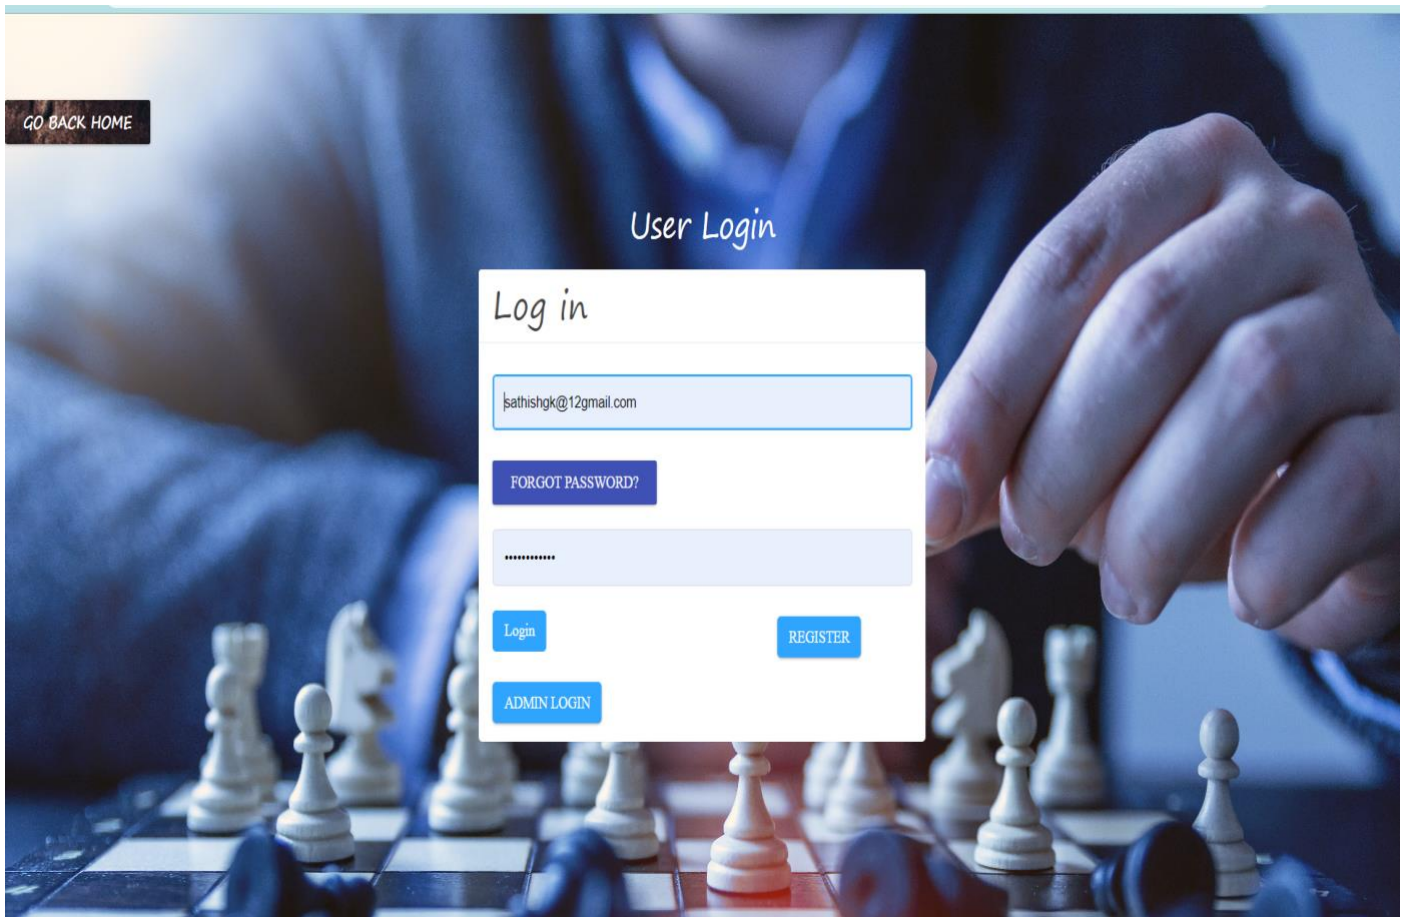 GO BACK HOME
User Login
Log in
sathishgk@12gmail.com
FORGOT PASSWORD?
••••••••••••
Login
REGISTER
ADMIN LOGIN